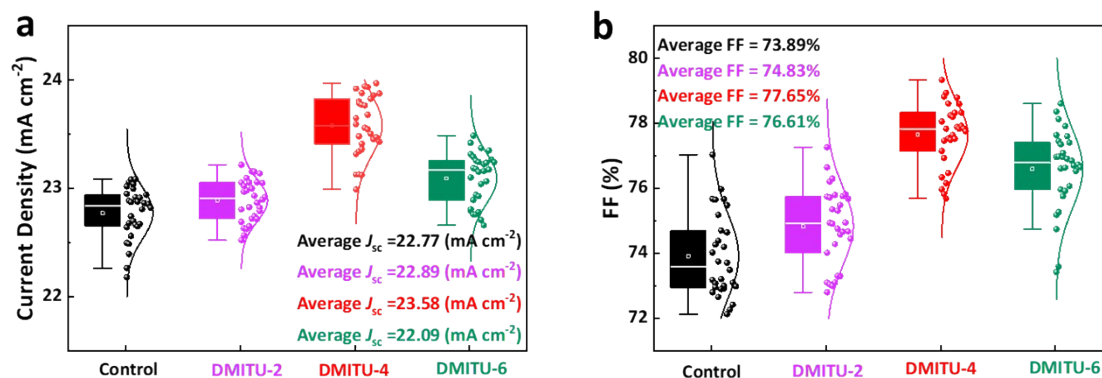 a
Current Density (mA cm⁻²)
24
23
22
Average Jsc =22.77 (mA cm⁻²)
Average Jsc =22.89 (mA cm⁻²)
Average Jsc =23.58 (mA cm⁻²)
Average Jsc =22.09 (mA cm⁻²)
Control
DMITU-2
DMITU-4
DMITU-6
b
FF (%)
80
78
76
74
72
Average FF = 73.89%
Average FF = 74.83%
Average FF = 77.65%
Average FF = 76.61%
Control
DMITU-2
DMITU-4
DMITU-6